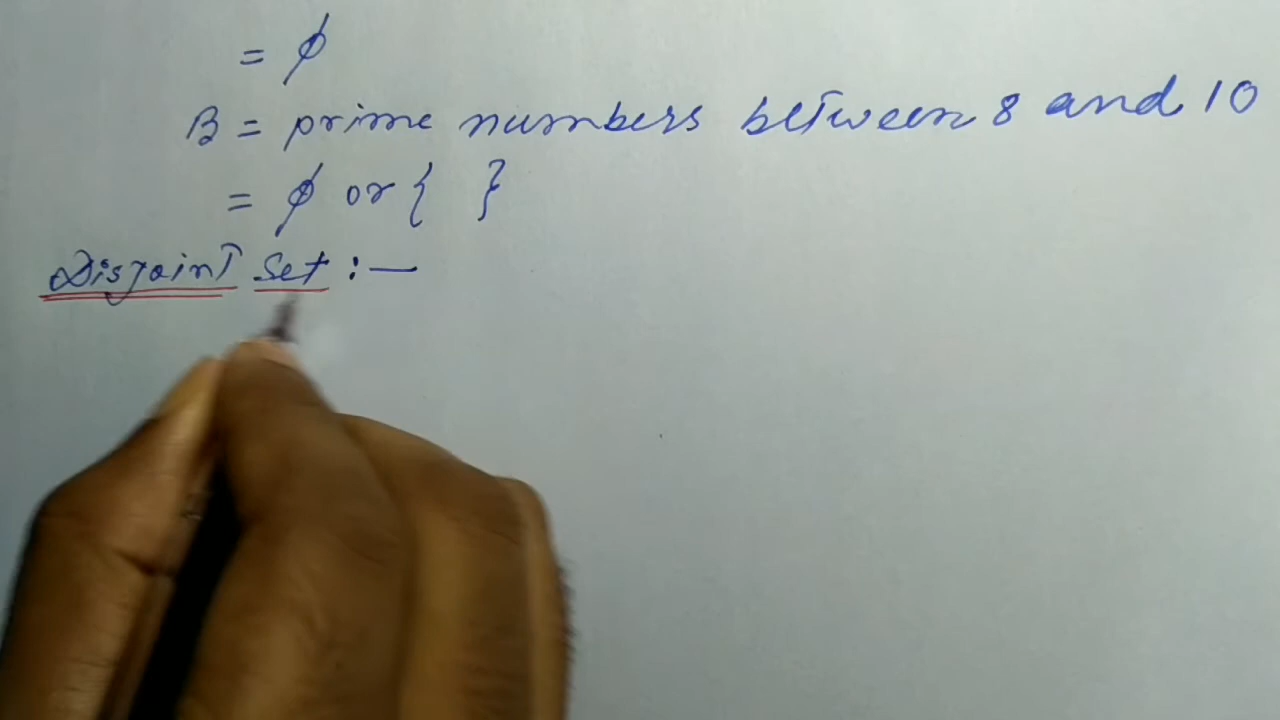 = φ
B = prime numbers between 8 and 10
= φ or { }
Disjoint Set :—